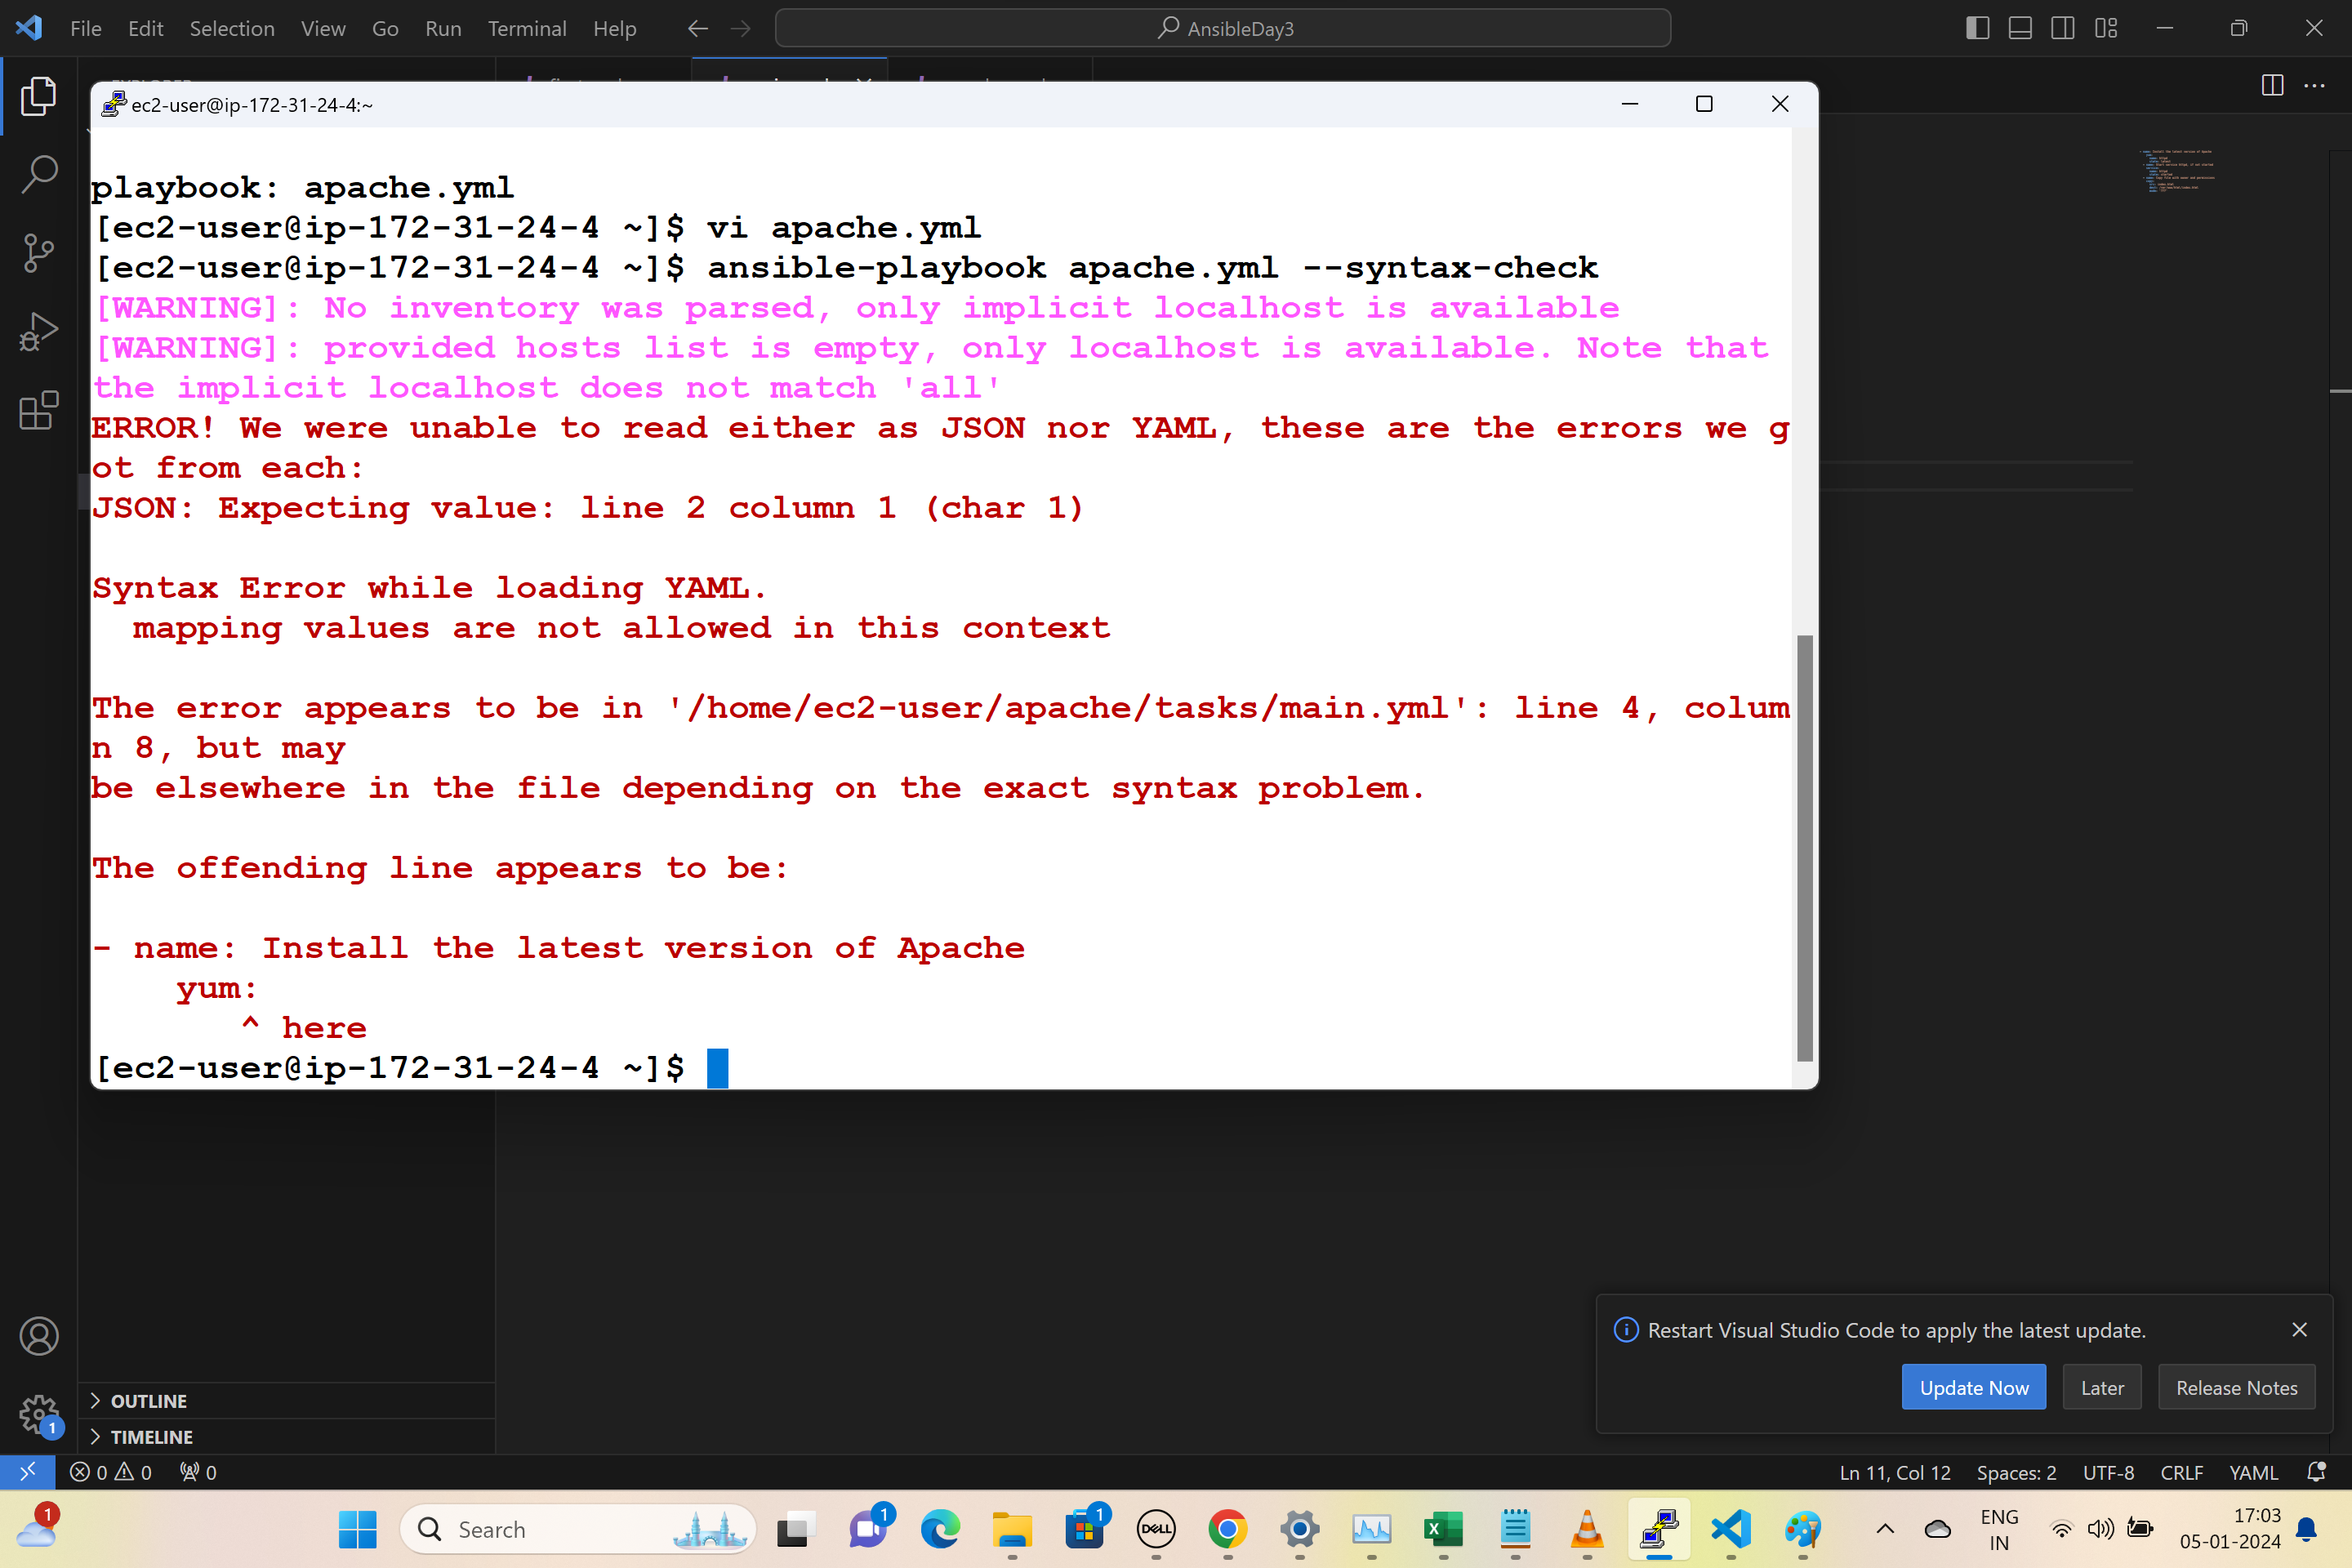 File Edit Selection View Go Run Terminal Help
AnsibleDay3
ec2-user@ip-172-31-24-4:~
playbook: apache.yml
[ec2-user@ip-172-31-24-4 ~]$ vi apache.yml
[ec2-user@ip-172-31-24-4 ~]$ ansible-playbook apache.yml --syntax-check
[WARNING]: No inventory was parsed, only implicit localhost is available
[WARNING]: provided hosts list is empty, only localhost is available. Note that
the implicit localhost does not match 'all'
ERROR! We were unable to read either as JSON nor YAML, these are the errors we g
ot from each:
JSON: Expecting value: line 2 column 1 (char 1)
Syntax Error while loading YAML.
mapping values are not allowed in this context
The error appears to be in '/home/ec2-user/apache/tasks/main.yml': line 4, colum
n 8, but may
be elsewhere in the file depending on the exact syntax problem.
The offending line appears to be:
- name: Install the latest version of Apache
yum:
^ here
[ec2-user@ip-172-31-24-4 ~]$
Restart Visual Studio Code to apply the latest update.
Update Now Later Release Notes
OUTLINE
1
TIMELINE
0 0 0
Ln 11, Col 12 Spaces: 2 UTF-8 CRLF YAML
1
Search
1
1
DELL
ENG
IN
17:03
05-01-2024